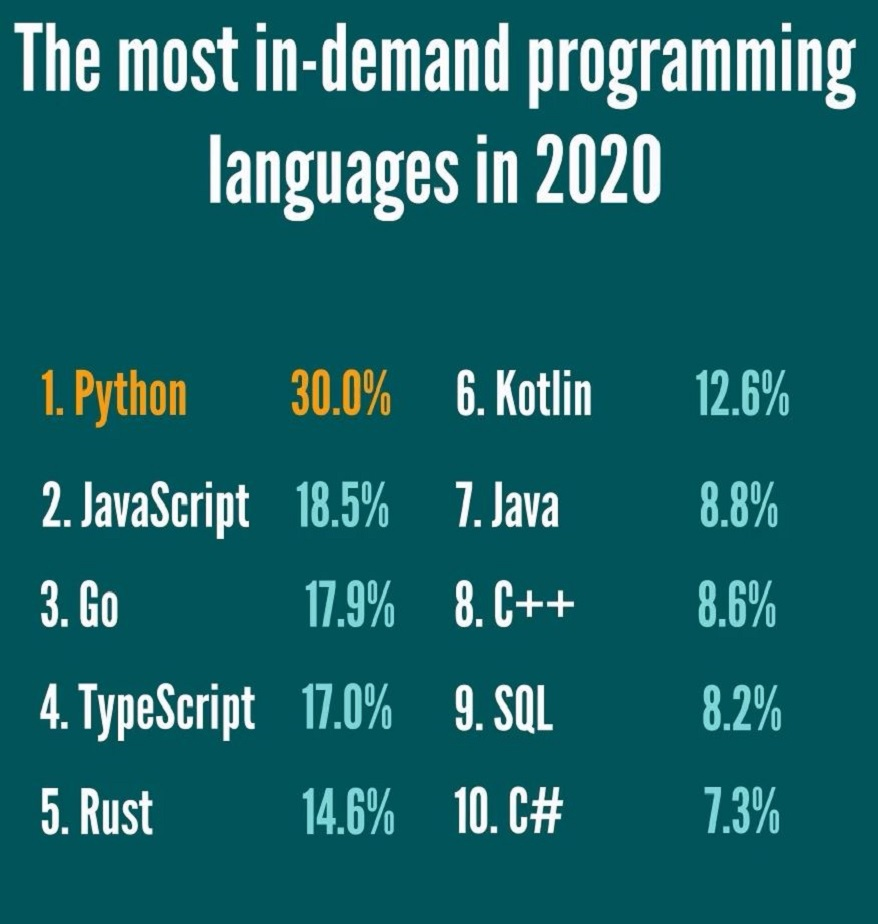 The most in-demand programming
languages in 2020
1. Python 30.0%
2. JavaScript 18.5%
3. Go 17.9%
4. TypeScript 17.0%
5. Rust 14.6%
6. Kotlin 12.6%
7. Java 8.8%
8. C++ 8.6%
9. SQL 8.2%
10. C# 7.3%